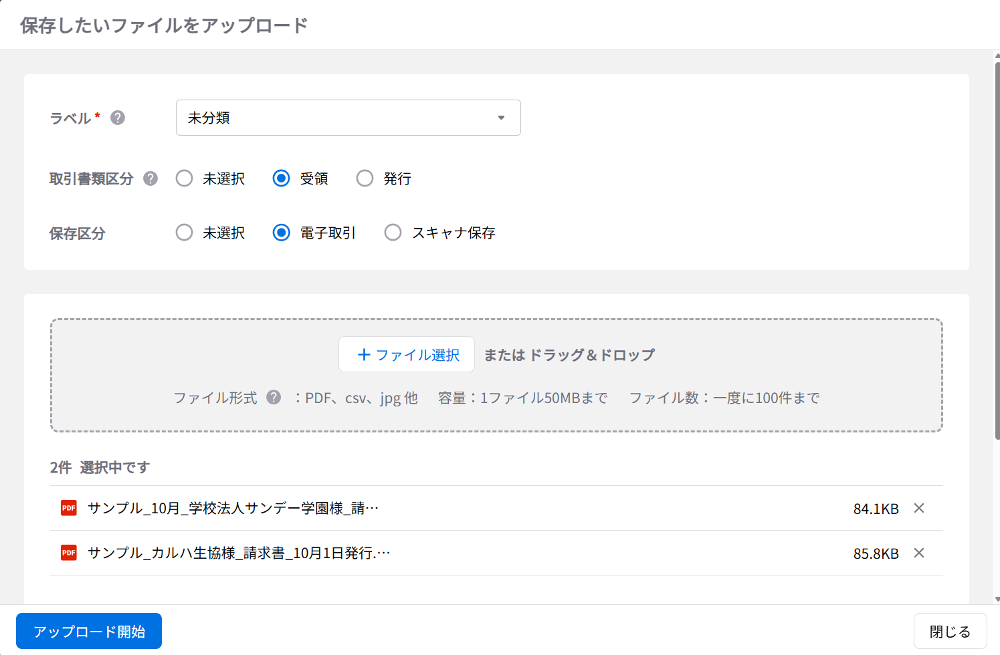 保存したいファイルをアップロード
ラベル * ?
未分類
取引書類区分 ? 未選択 受領 発行
保存区分 未選択 電子取引 スキャナ保存
+ ファイル選択 または ドラッグ＆ドロップ
ファイル形式 ? ：PDF、csv、jpg 他 容量：1ファイル50MBまで ファイル数：一度に100件まで
2件 選択中です
PDF サンプル_10月_学校法人サンデー学園様_請… 84.1KB ×
PDF サンプル_カルハ生協様_請求書_10月1日発行.… 85.8KB ×
アップロード開始 閉じる